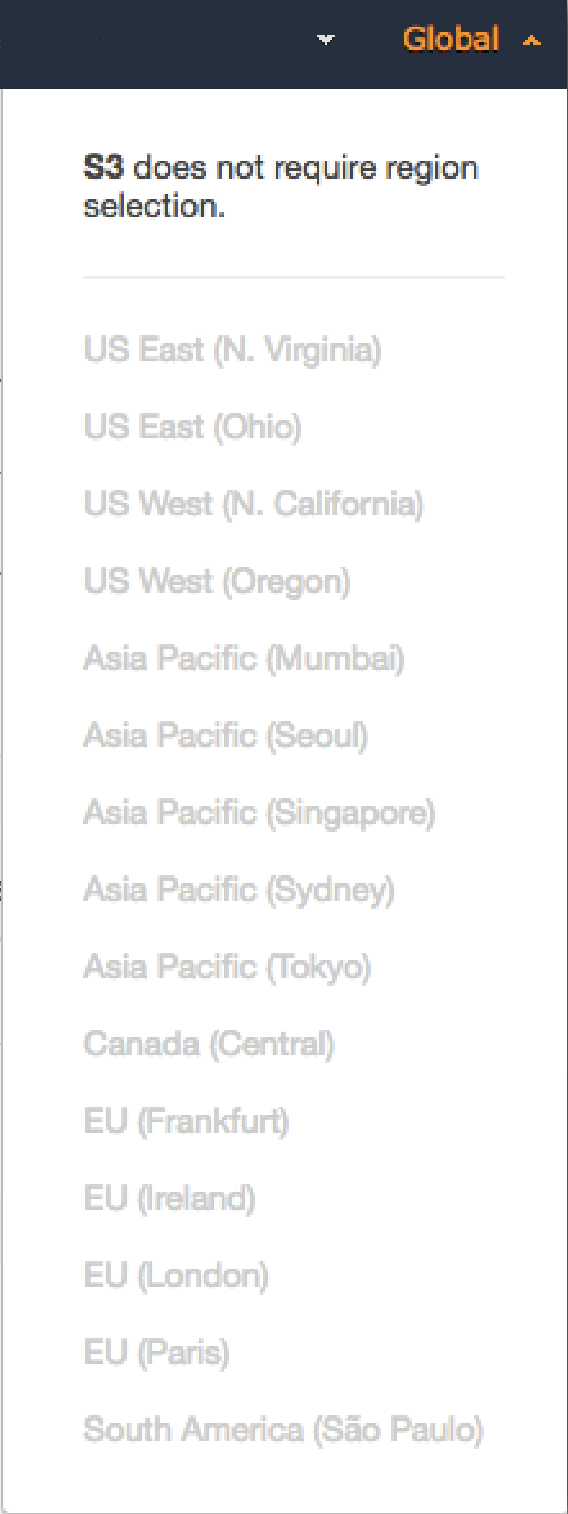 Global
S3 does not require region
selection.
US East (N. Virginia)
US East (Ohio)
US West (N. California)
US West (Oregon)
Asia Pacific (Mumbai)
Asia Pacific (Seoul)
Asia Pacific (Singapore)
Asia Pacific (Sydney)
Asia Pacific (Tokyo)
Canada (Central)
EU (Frankfurt)
EU (Ireland)
EU (London)
EU (Paris)
South America (São Paulo)